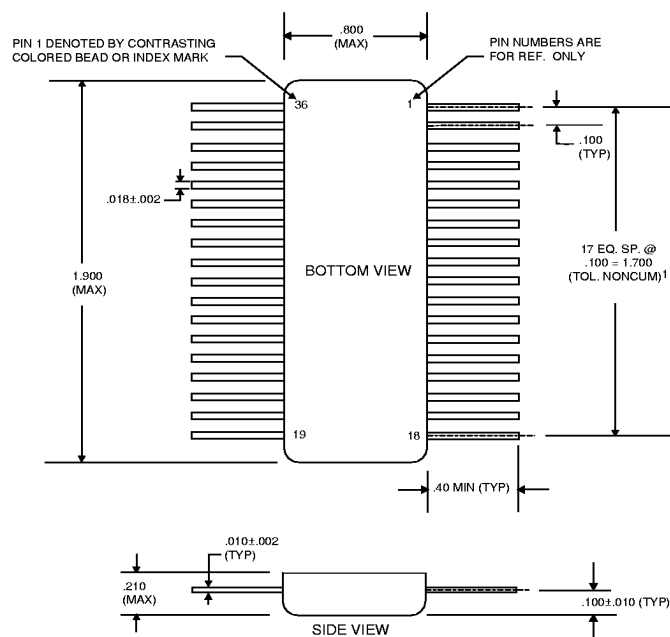 .800
(MAX)
PIN 1 DENOTED BY CONTRASTING
COLORED BEAD OR INDEX MARK
PIN NUMBERS ARE
FOR REF. ONLY
36
1
.100
(TYP)
.018±.002
1.900
(MAX)
BOTTOM VIEW
17 EQ. SP. @
.100 = 1.700
(TOL. NONCUM)1
19
18
.40 MIN (TYP)
.010±.002
(TYP)
.210
(MAX)
.100±.010 (TYP)
SIDE VIEW